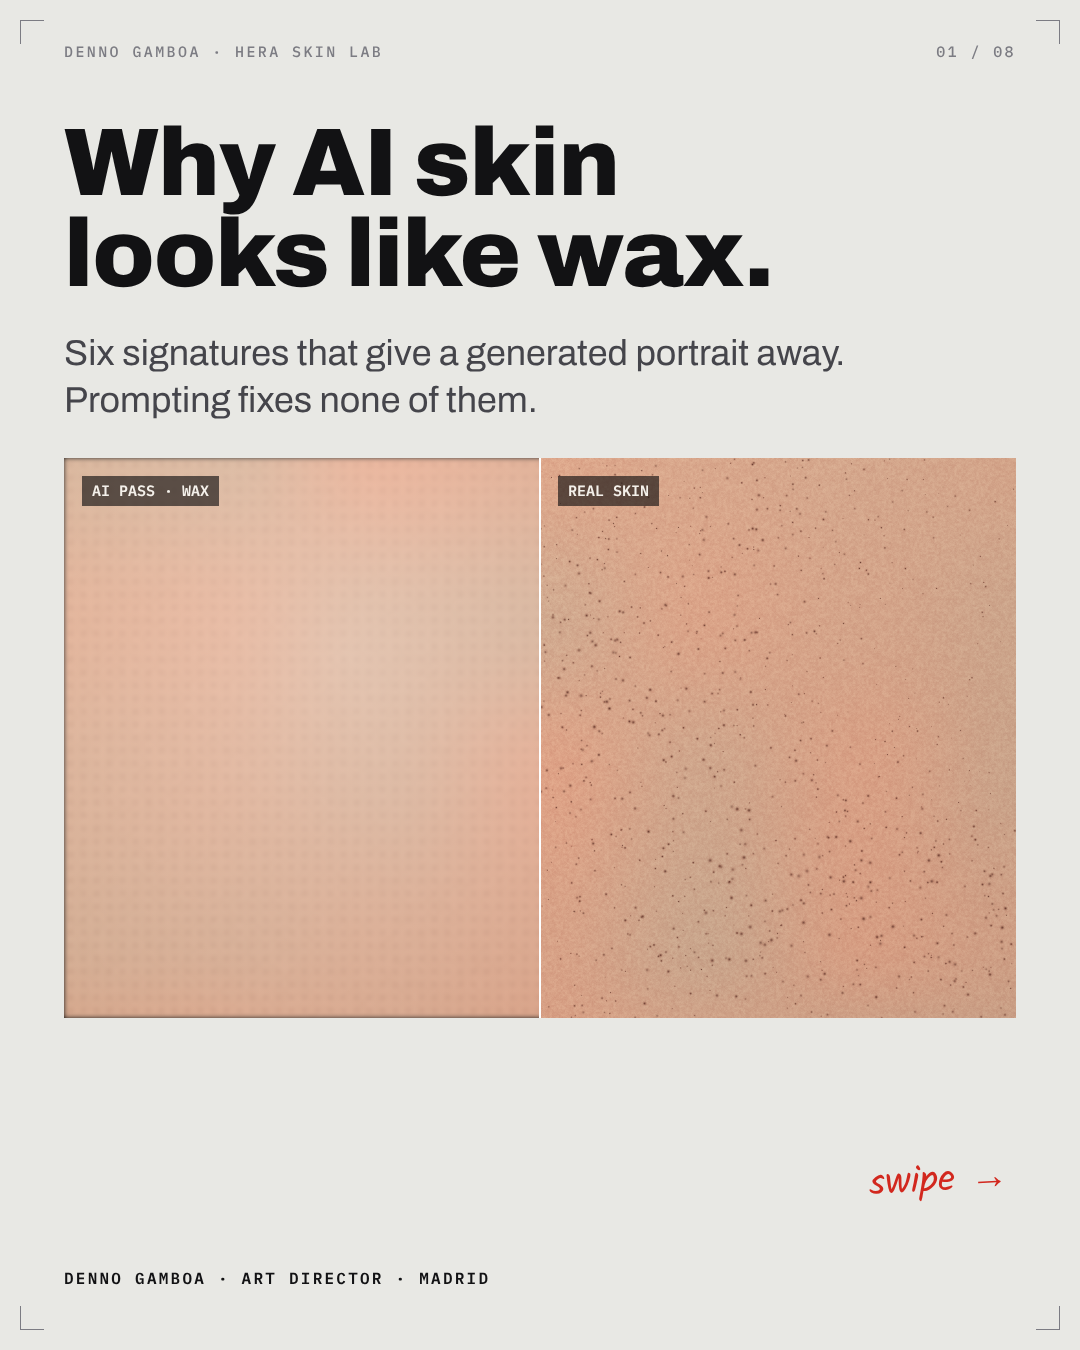 DENNO GAMBOA · HERA SKIN LAB
01 / 08
Why AI skin
looks like wax.
Six signatures that give a generated portrait away.
Prompting fixes none of them.
AI PASS · WAX
REAL SKIN
swipe →
DENNO GAMBOA · ART DIRECTOR · MADRID